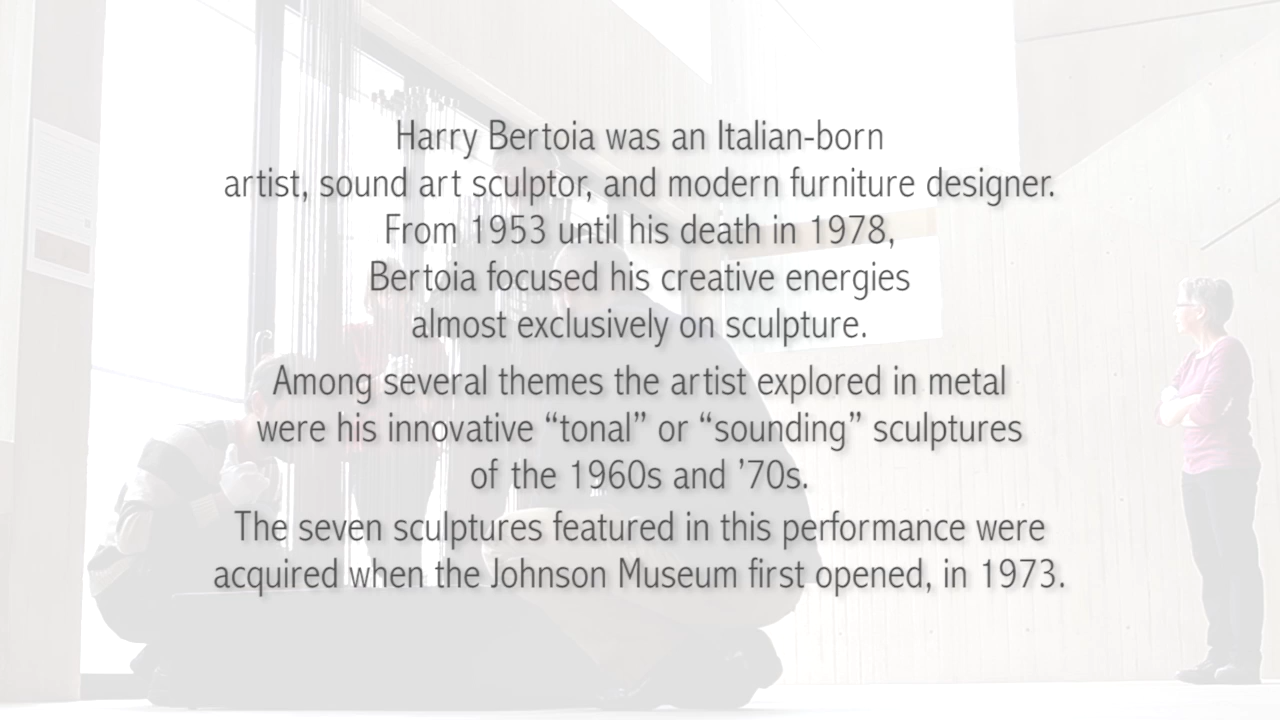 Harry Bertoia was an Italian-born
artist, sound art sculptor, and modern furniture designer.
From 1953 until his death in 1978,
Bertoia focused his creative energies
almost exclusively on sculpture.
Among several themes the artist explored in metal
were his innovative “tonal” or “sounding” sculptures
of the 1960s and ’70s.
The seven sculptures featured in this performance were
acquired when the Johnson Museum first opened, in 1973.